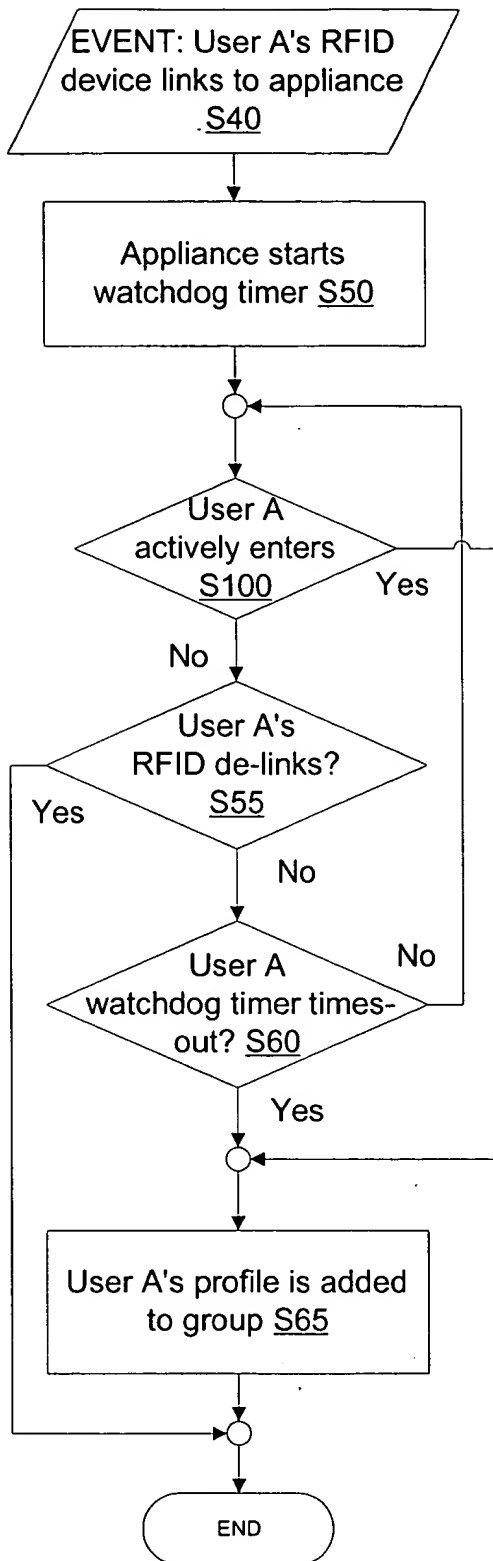 EVENT: User A's RFID
device links to appliance
S40
Appliance starts
watchdog timer S50
User A
actively enters
S100
Yes
No
User A's
RFID de-links?
S55
Yes
No
User A
watchdog timer times-
out? S60
No
Yes
User A's profile is added
to group S65
END